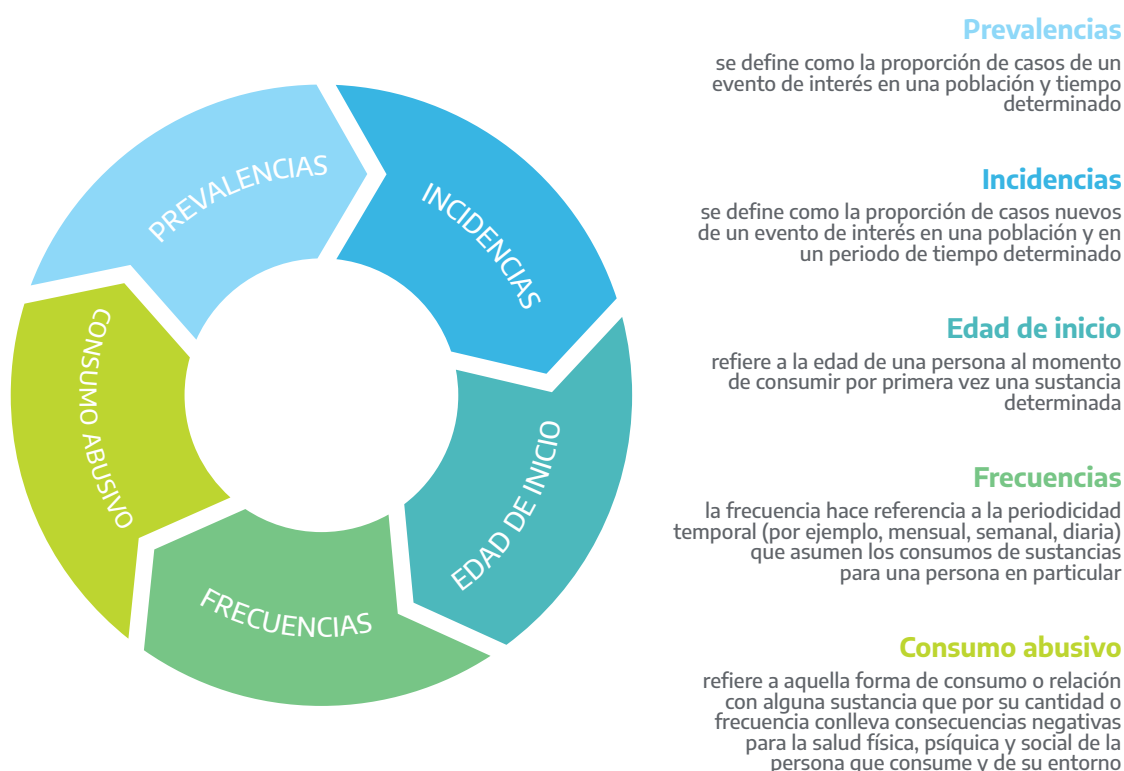 PREVALENCIAS
INCIDENCIAS
EDAD DE INICIO
FRECUENCIAS
CONSUMO ABUSIVO
Prevalencias
se define como la proporción de casos de un
evento de interés en una población y tiempo
determinado
Incidencias
se define como la proporción de casos nuevos
de un evento de interés en una población y en
un periodo de tiempo determinado
Edad de inicio
refiere a la edad de una persona al momento
de consumir por primera vez una sustancia
determinada
Frecuencias
la frecuencia hace referencia a la periodicidad
temporal (por ejemplo, mensual, semanal, diaria)
que asumen los consumos de sustancias
para una persona en particular
Consumo abusivo
refiere a aquella forma de consumo o relación
con alguna sustancia que por su cantidad o
frecuencia conlleva consecuencias negativas
para la salud física, psíquica y social de la
persona que consume y de su entorno